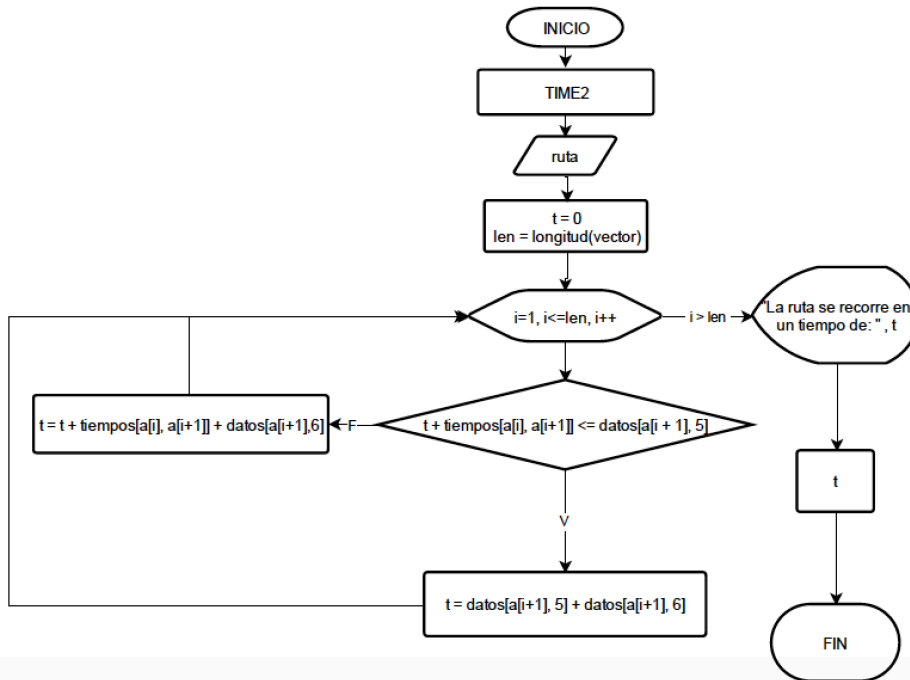 INICIO
TIME2
ruta
t = 0
len = longitud(vector)
i=1, i<=len, i++
i > len
"La ruta se recorre en
un tiempo de: " , t
t = t + tiempos[a[i], a[i+1]] + datos[a[i+1],6]
F
t + tiempos[a[i], a[i+1]] <= datos[a[i + 1], 5]
t
V
t = datos[a[i+1], 5] + datos[a[i+1], 6]
FIN